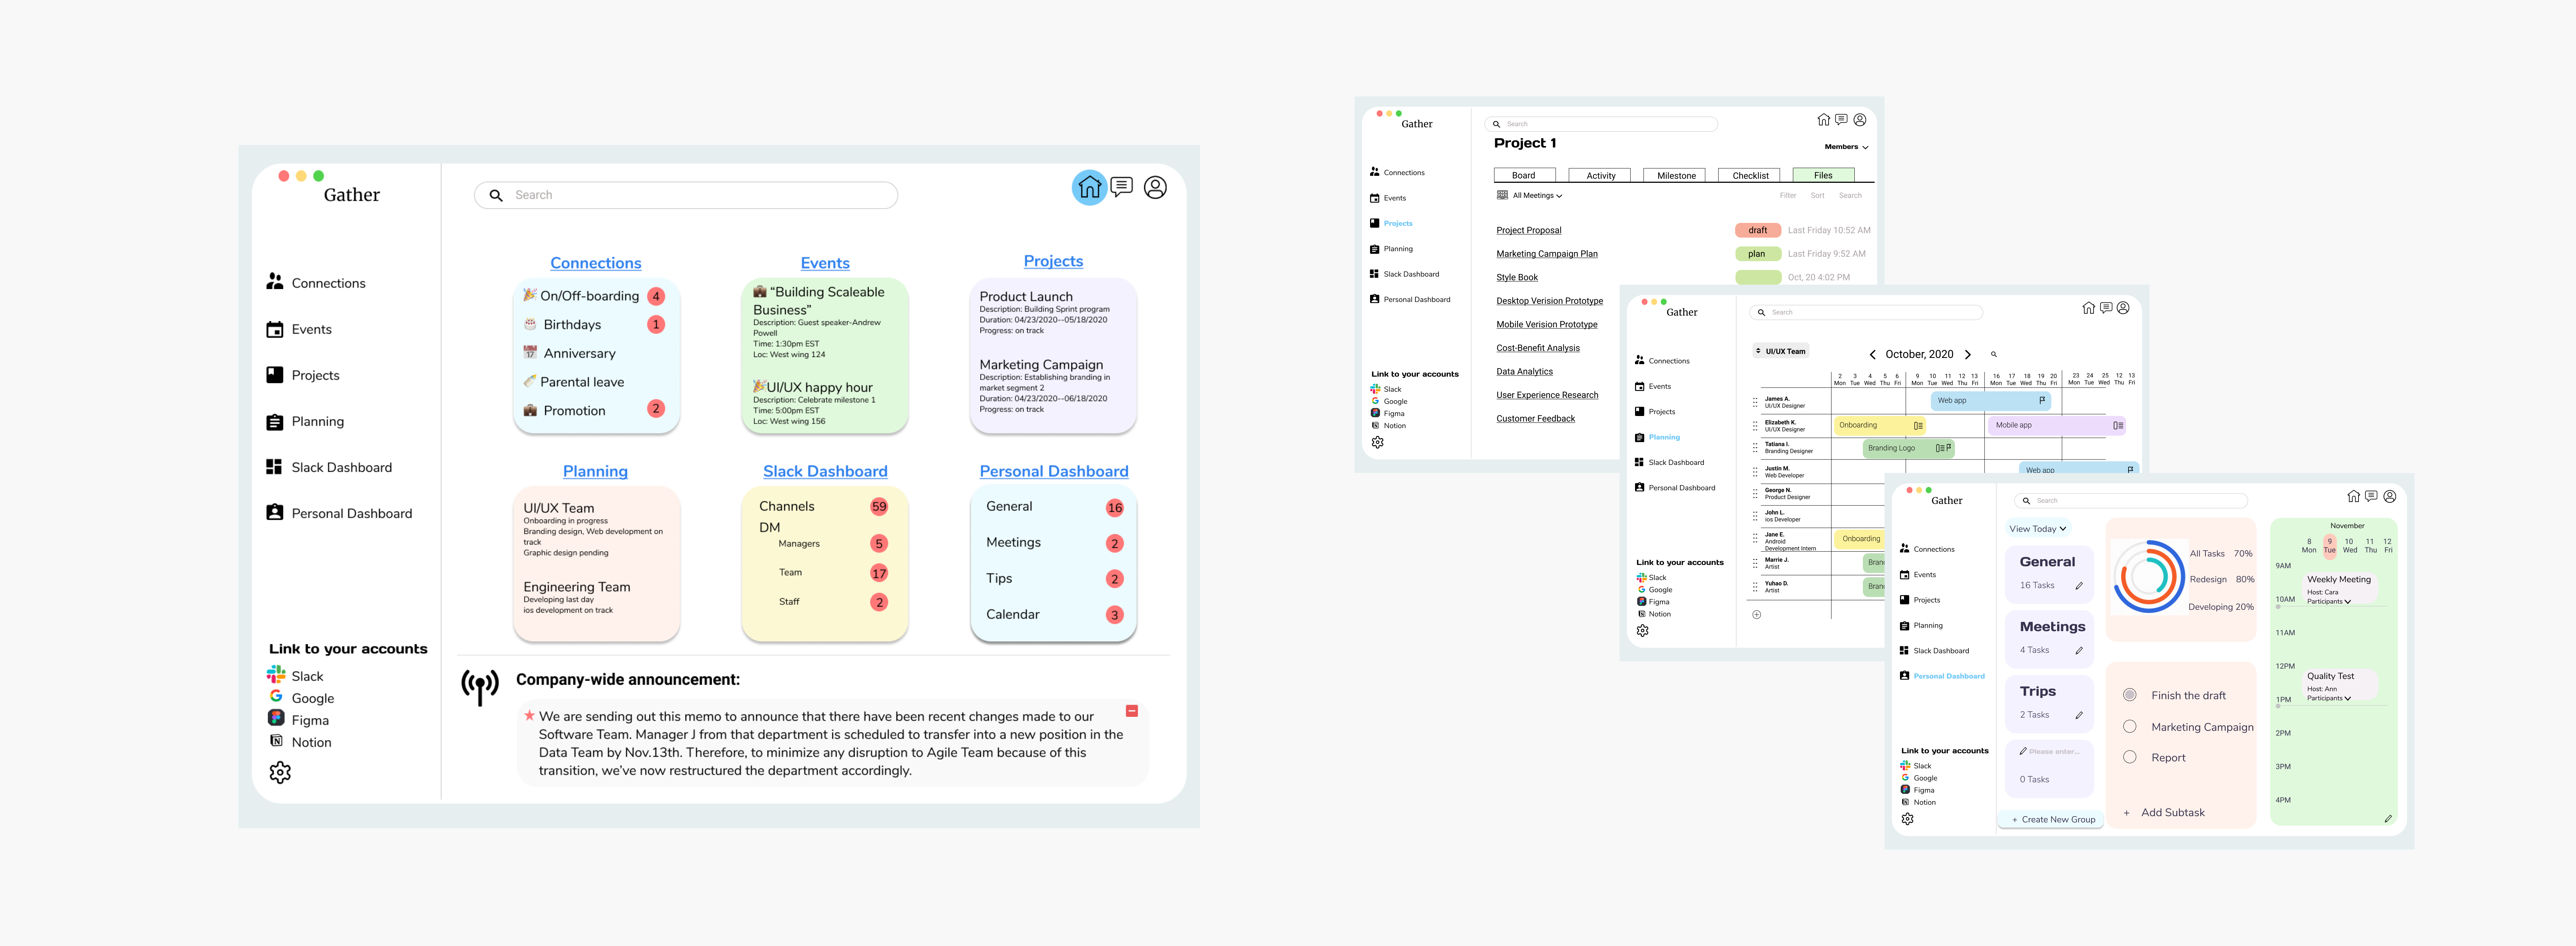 Gather
Search
Connections
Events
Projects
Planning
Slack Dashboard
Personal Dashboard
Link to your accounts
Slack
Google
Figma
Notion
Connections
On/Off-boarding 4
Birthdays 1
Anniversary
Parental leave
Promotion 2
Events
“Building Scaleable
Business”
Description: Guest speaker-Andrew
Powell
Time: 1:30pm EST
Loc: West wing 124
UI/UX happy hour
Description: Celebrate milestone 1
Time: 5:00pm EST
Loc: West wing 156
Projects
Product Launch
Description: Building Sprint program
Duration: 04/23/2020--05/18/2020
Progress: on track
Marketing Campaign
Description: Establishing branding in
market segment 2
Duration: 04/23/2020--06/18/2020
Progress: on track
Planning
UI/UX Team
Onboarding in progress
Branding design, Web development on
track
Graphic design pending
Engineering Team
Developing last day
ios development on track
Slack Dashboard
Channels 59
DM
Managers 5
Team 17
Staff 2
Personal Dashboard
General 16
Meetings 2
Tips 2
Calendar 3
Company-wide announcement:
We are sending out this memo to announce that there have been recent changes made to our
Software Team. Manager J from that department is scheduled to transfer into a new position in the
Data Team by Nov.13th. Therefore, to minimize any disruption to Agile Team because of this
transition, we’ve now restructured the department accordingly.
Gather
Search
Connections
Events
Projects
Planning
Slack Dashboard
Personal Dashboard
Link to your accounts
Slack
Google
Figma
Notion
Project 1
Members
Board Activity Milestone Checklist Files
All Meetings Filter Sort Search
Project Proposal draft Last Friday 10:52 AM
Marketing Campaign Plan plan Last Friday 9:52 AM
Style Book Oct, 20 4:02 PM
Desktop Verision Prototype
Mobile Verision Prototype
Cost-Benefit Analysis
Data Analytics
User Experience Research
Customer Feedback
Gather
Search
Connections
Events
Projects
Planning
Slack Dashboard
Personal Dashboard
Link to your accounts
Slack
Google
Figma
Notion
UI/UX Team
October, 2020
2 3 4 5 6 9 10 11 12 13 16 17 18 19 20 23 24 25 12 13
Mon Tue Wed Thu Fri Mon Tue Wed Thu Fri Mon Tue Wed Thu Fri Mon Tue Wed Thu Fri
James A.
UI/UX Designer
Web app
Elizabeth K.
UI/UX Designer
Onboarding
Mobile app
Tatiana I.
Branding Designer
Branding Logo
Justin M.
Web Developer
Web app
George N.
Product Designer
John L.
ios Developer
Jane E.
Android
Development Intern
Onboarding
Marrie J.
Artist
Bran
Yuhao D.
Artist
Bran
Gather
Search
Connections
Events
Projects
Planning
Slack Dashboard
Personal Dashboard
Link to your accounts
Slack
Google
Figma
Notion
View Today
General
16 Tasks
Meetings
4 Tasks
Trips
2 Tasks
Please enter...
0 Tasks
+ Create New Group
All Tasks 70%
Redesign 80%
Developing 20%
Finish the draft
Marketing Campaign
Report
+ Add Subtask
November
8 9 10 11 12
Mon Tue Wed Thu Fri
9AM
Weekly Meeting
Host: Cara
Participants
10AM
11AM
12PM
Quality Test
Host: Ann
Participants
1PM
2PM
3PM
4PM